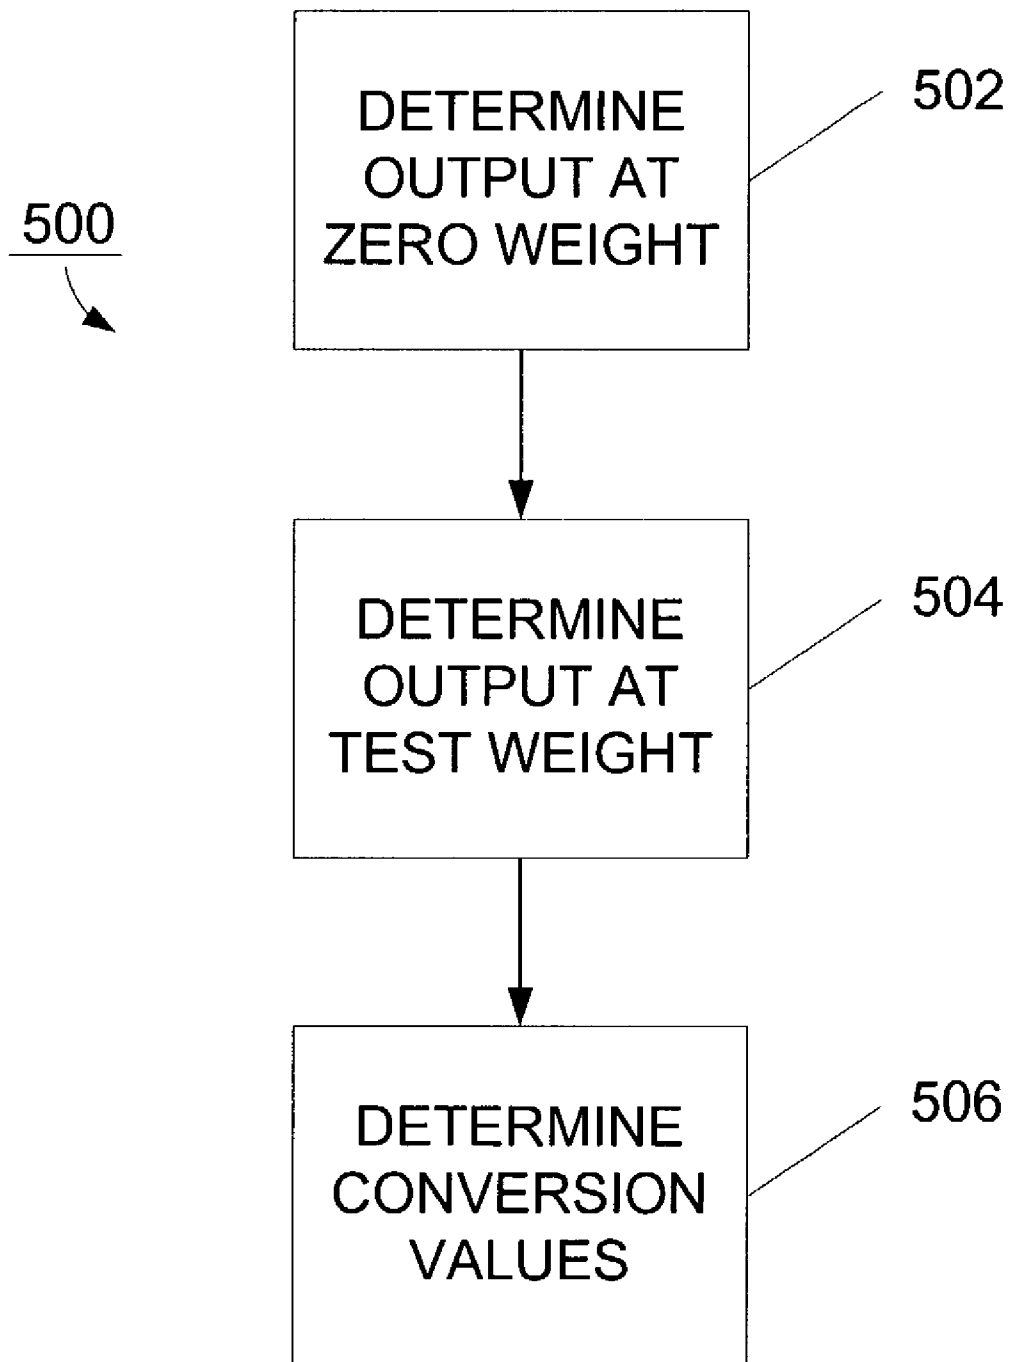 DETERMINE
OUTPUT AT
ZERO WEIGHT
502
500
DETERMINE
OUTPUT AT
TEST WEIGHT
504
DETERMINE
CONVERSION
VALUES
506